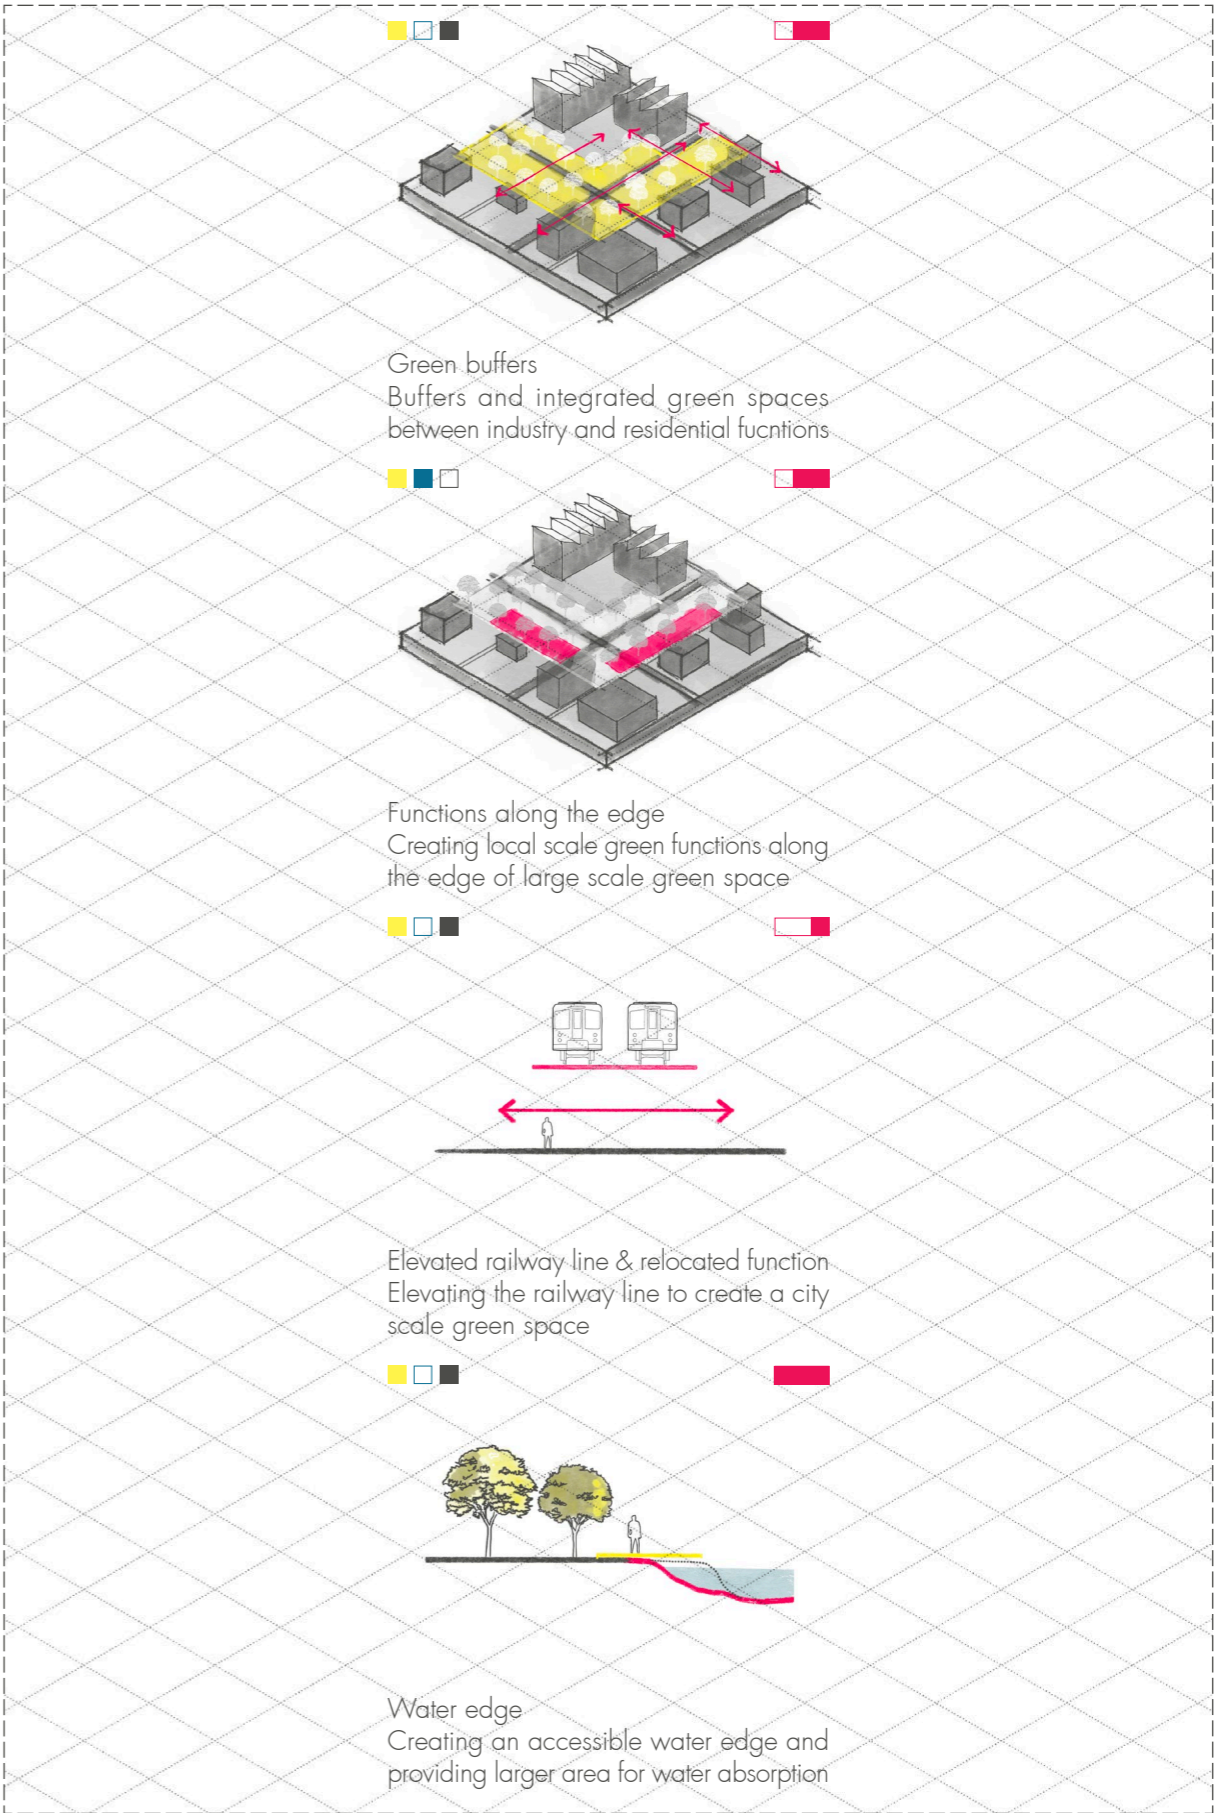 Green buffers
Buffers and integrated green spaces
between industry and residential fucntions
Functions along the edge
Creating local scale green functions along
the edge of large scale green space
Elevated railway line & relocated function
Elevating the railway line to create a city
scale green space
Water edge
Creating an accessible water edge and
providing larger area for water absorption